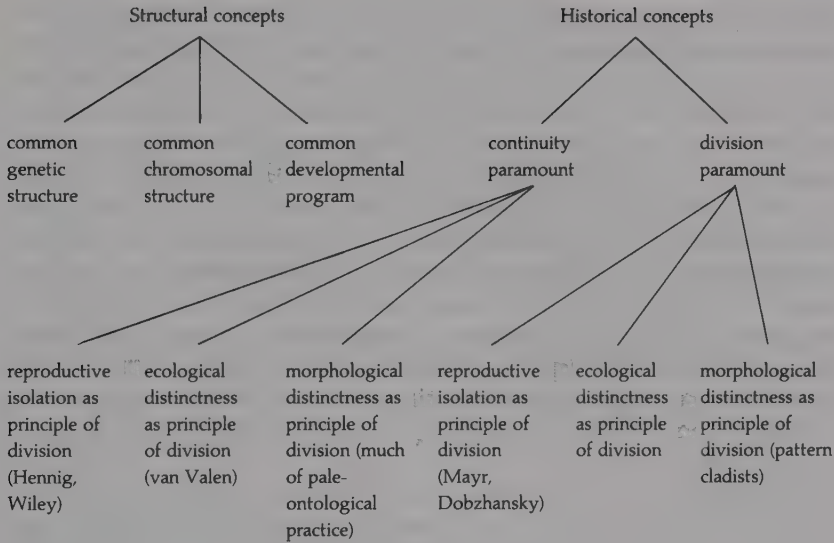 Structural concepts
Historical concepts
common
genetic
structure
common
chromosomal
structure
common
developmental
program
continuity
paramount
division
paramount
reproductive
isolation as
principle of
division
(Hennig,
Wiley)
ecological
distinctness
as principle
of division
(van Valen)
morphological
distinctness as
principle of
division (much
of pale-
ontological
practice)
reproductive
isolation as
principle of
division
(Mayr,
Dobzhansky)
ecological
distinctness
as principle
of division
morphological
distinctness as
principle of
division (pattern
cladists)